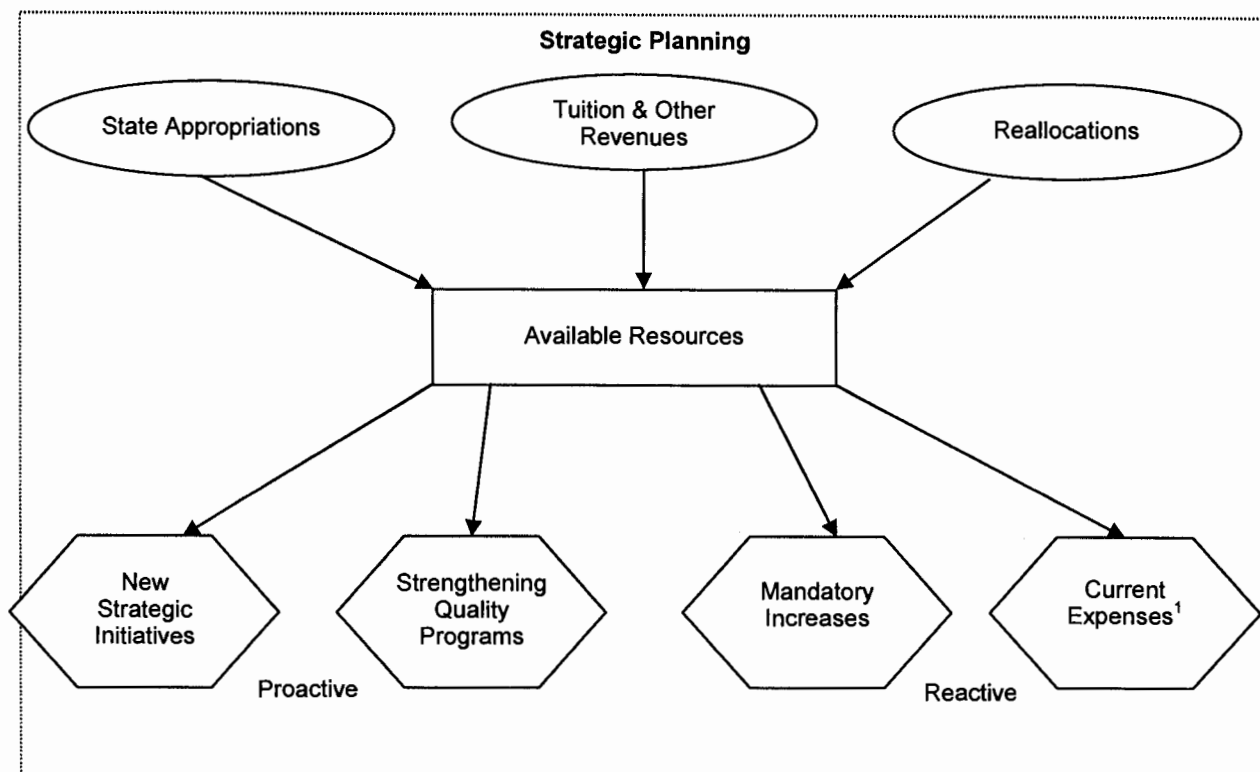 Strategic Planning
State Appropriations
Tuition & Other
Revenues
Reallocations
Available Resources
New
Strategic
Initiatives
Strengthening
Quality
Programs
Mandatory
Increases
Current
Expenses¹
Proactive
Reactive